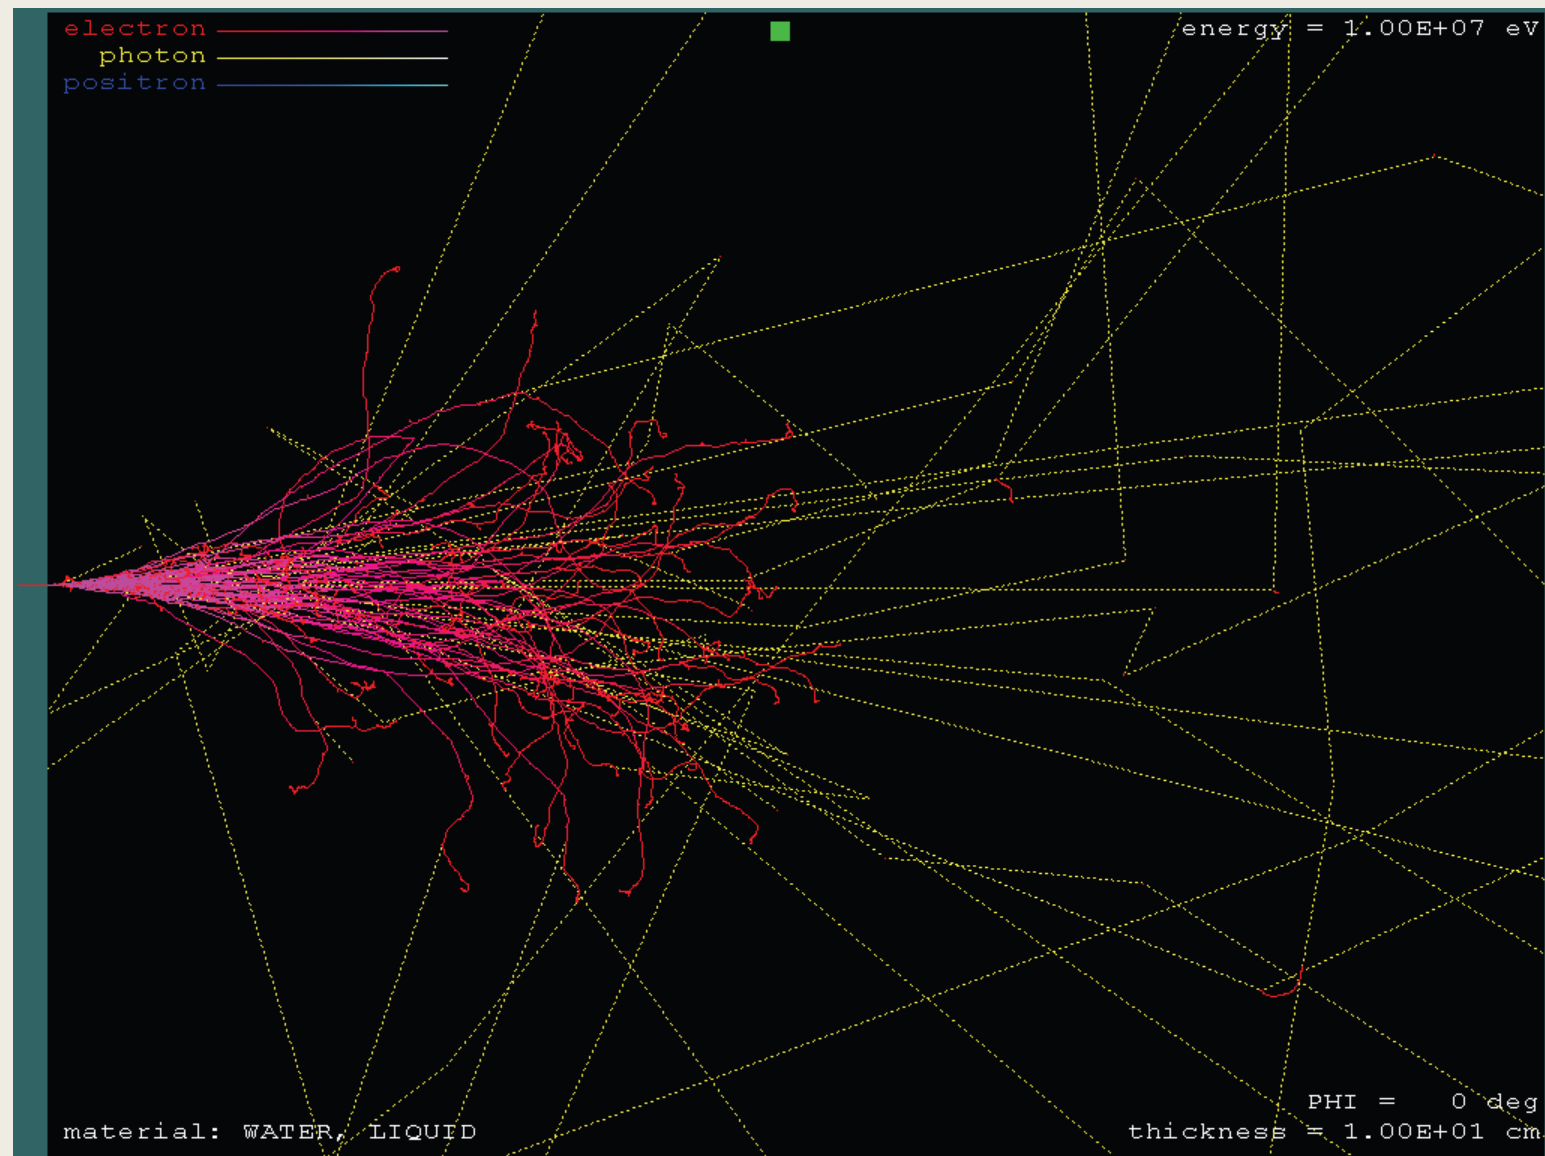 electron
photon
positron
energy = 1.00E+07 eV
material: WATER, LIQUID
PHI = 0 deg
thickness = 1.00E+01 cm